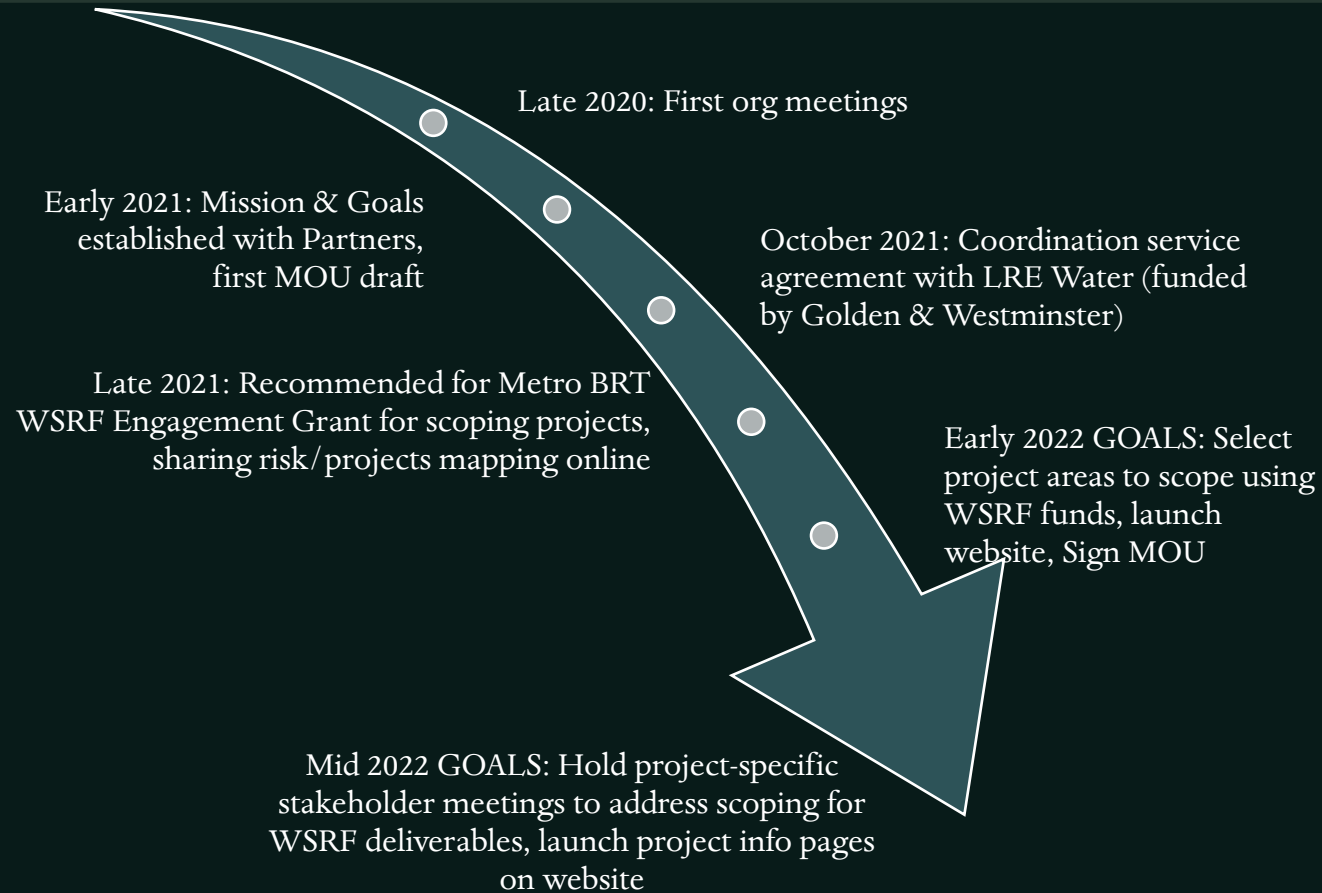 Late 2020: First org meetings
Early 2021: Mission & Goals
established with Partners,
first MOU draft
October 2021: Coordination service
agreement with LRE Water (funded
by Golden & Westminster)
Late 2021: Recommended for Metro BRT
WSRF Engagement Grant for scoping projects,
sharing risk/projects mapping online
Early 2022 GOALS: Select
project areas to scope using
WSRF funds, launch
website, Sign MOU
Mid 2022 GOALS: Hold project-specific
stakeholder meetings to address scoping for
WSRF deliverables, launch project info pages
on website